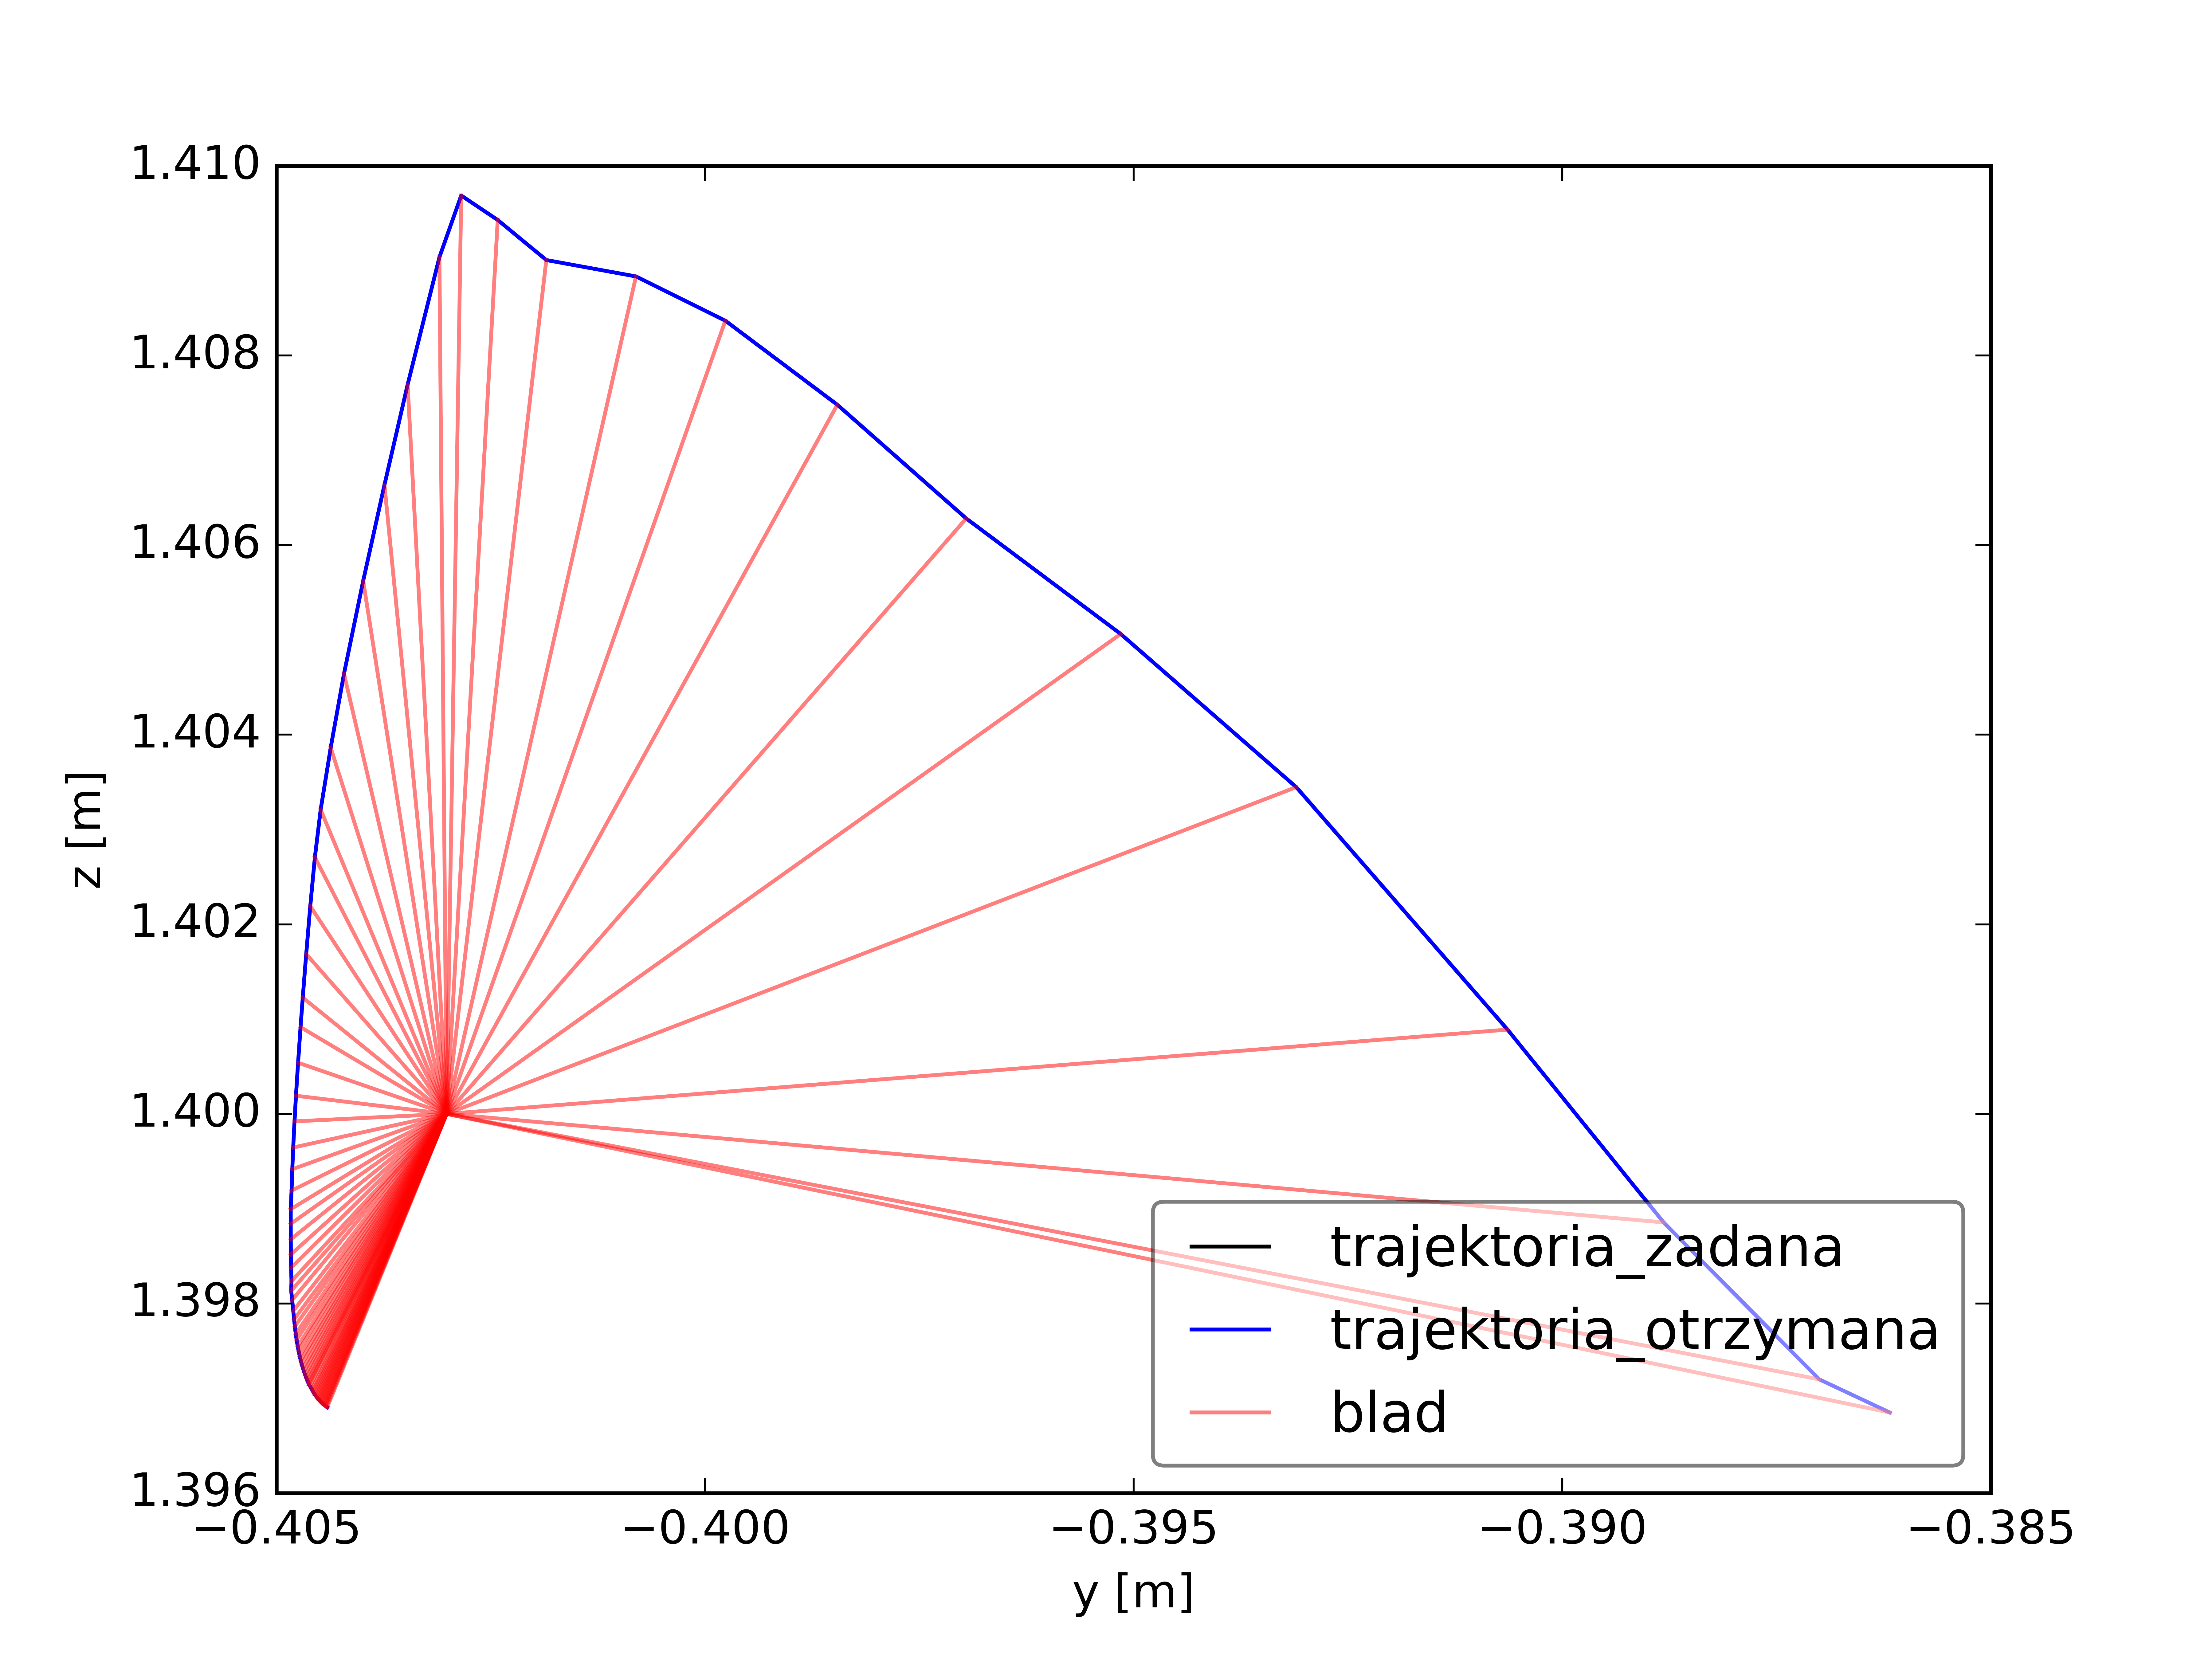 1.410
1.408
1.406
1.404
1.402
1.400
1.398
1.396
z [m]
−0.405 −0.400 −0.395 −0.390 −0.385
y [m]
trajektoria_zadana
trajektoria_otrzymana
blad